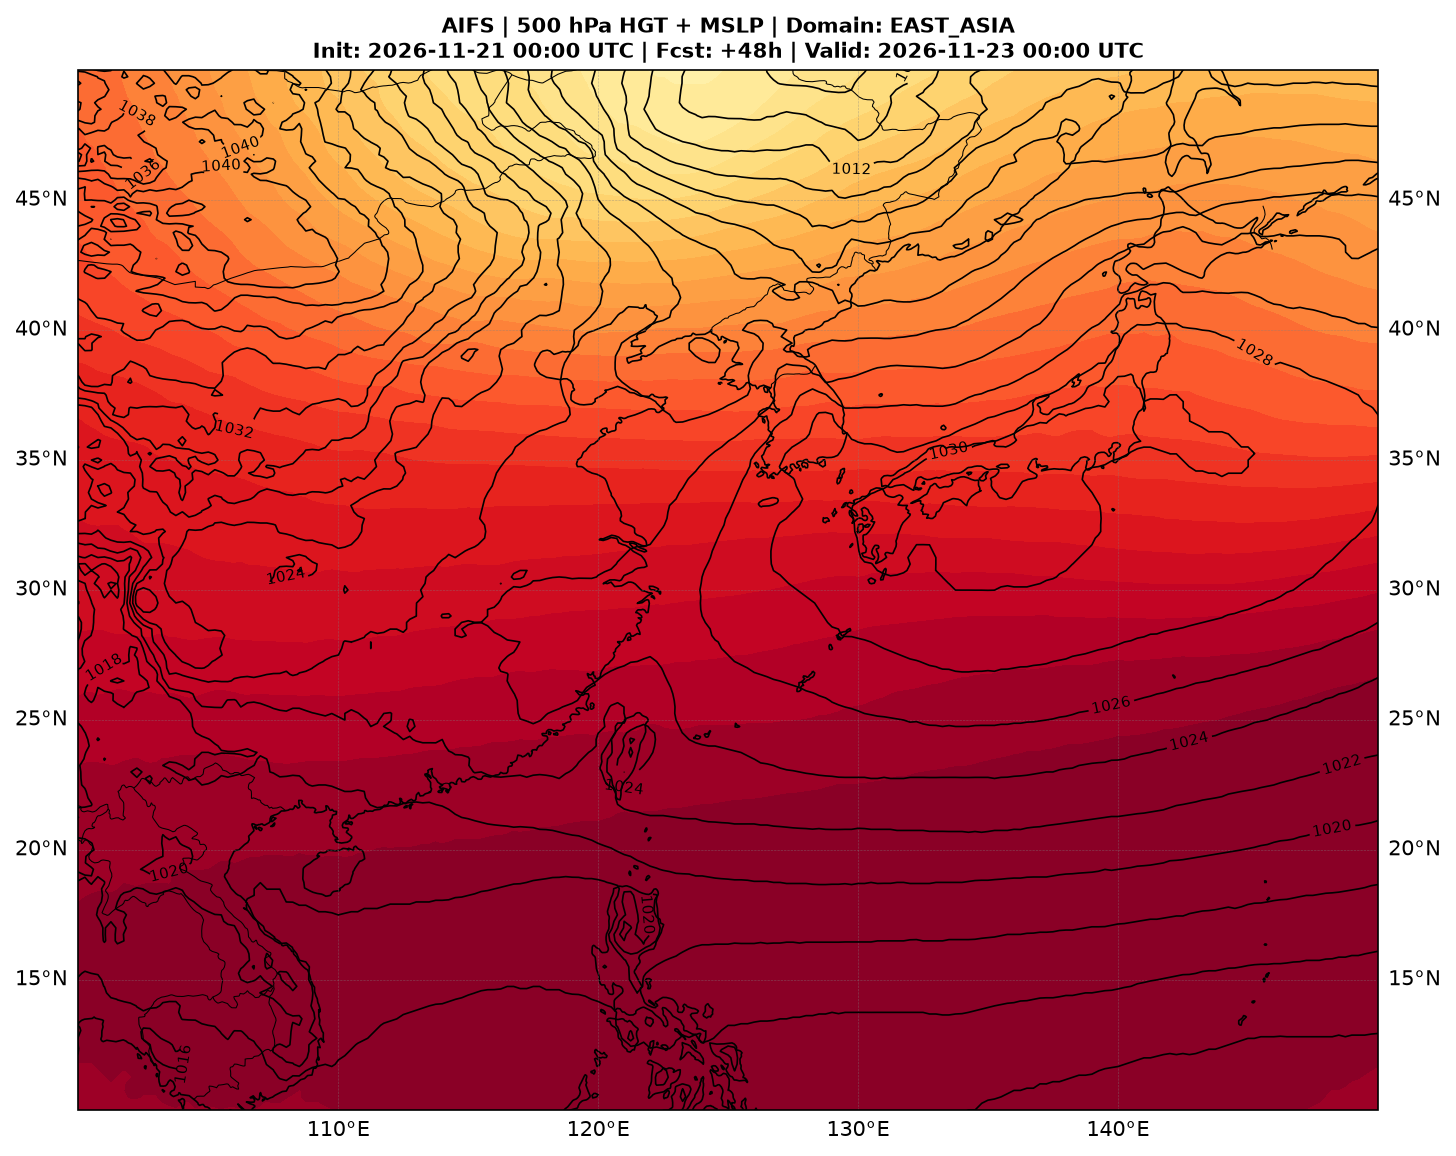 AIFS | 500 hPa HGT + MSLP | Domain: EAST_ASIA
Init: 2026-11-21 00:00 UTC | Fcst: +48h | Valid: 2026-11-23 00:00 UTC
1038
1040
1040
1036
1012
45°N
45°N
40°N
40°N
1028
1032
1030
35°N
35°N
1024
30°N
30°N
1018
1026
25°N
25°N
1024
1022
1024
1020
20°N
20°N
1020
1020
15°N
15°N
1016
110°E
120°E
130°E
140°E